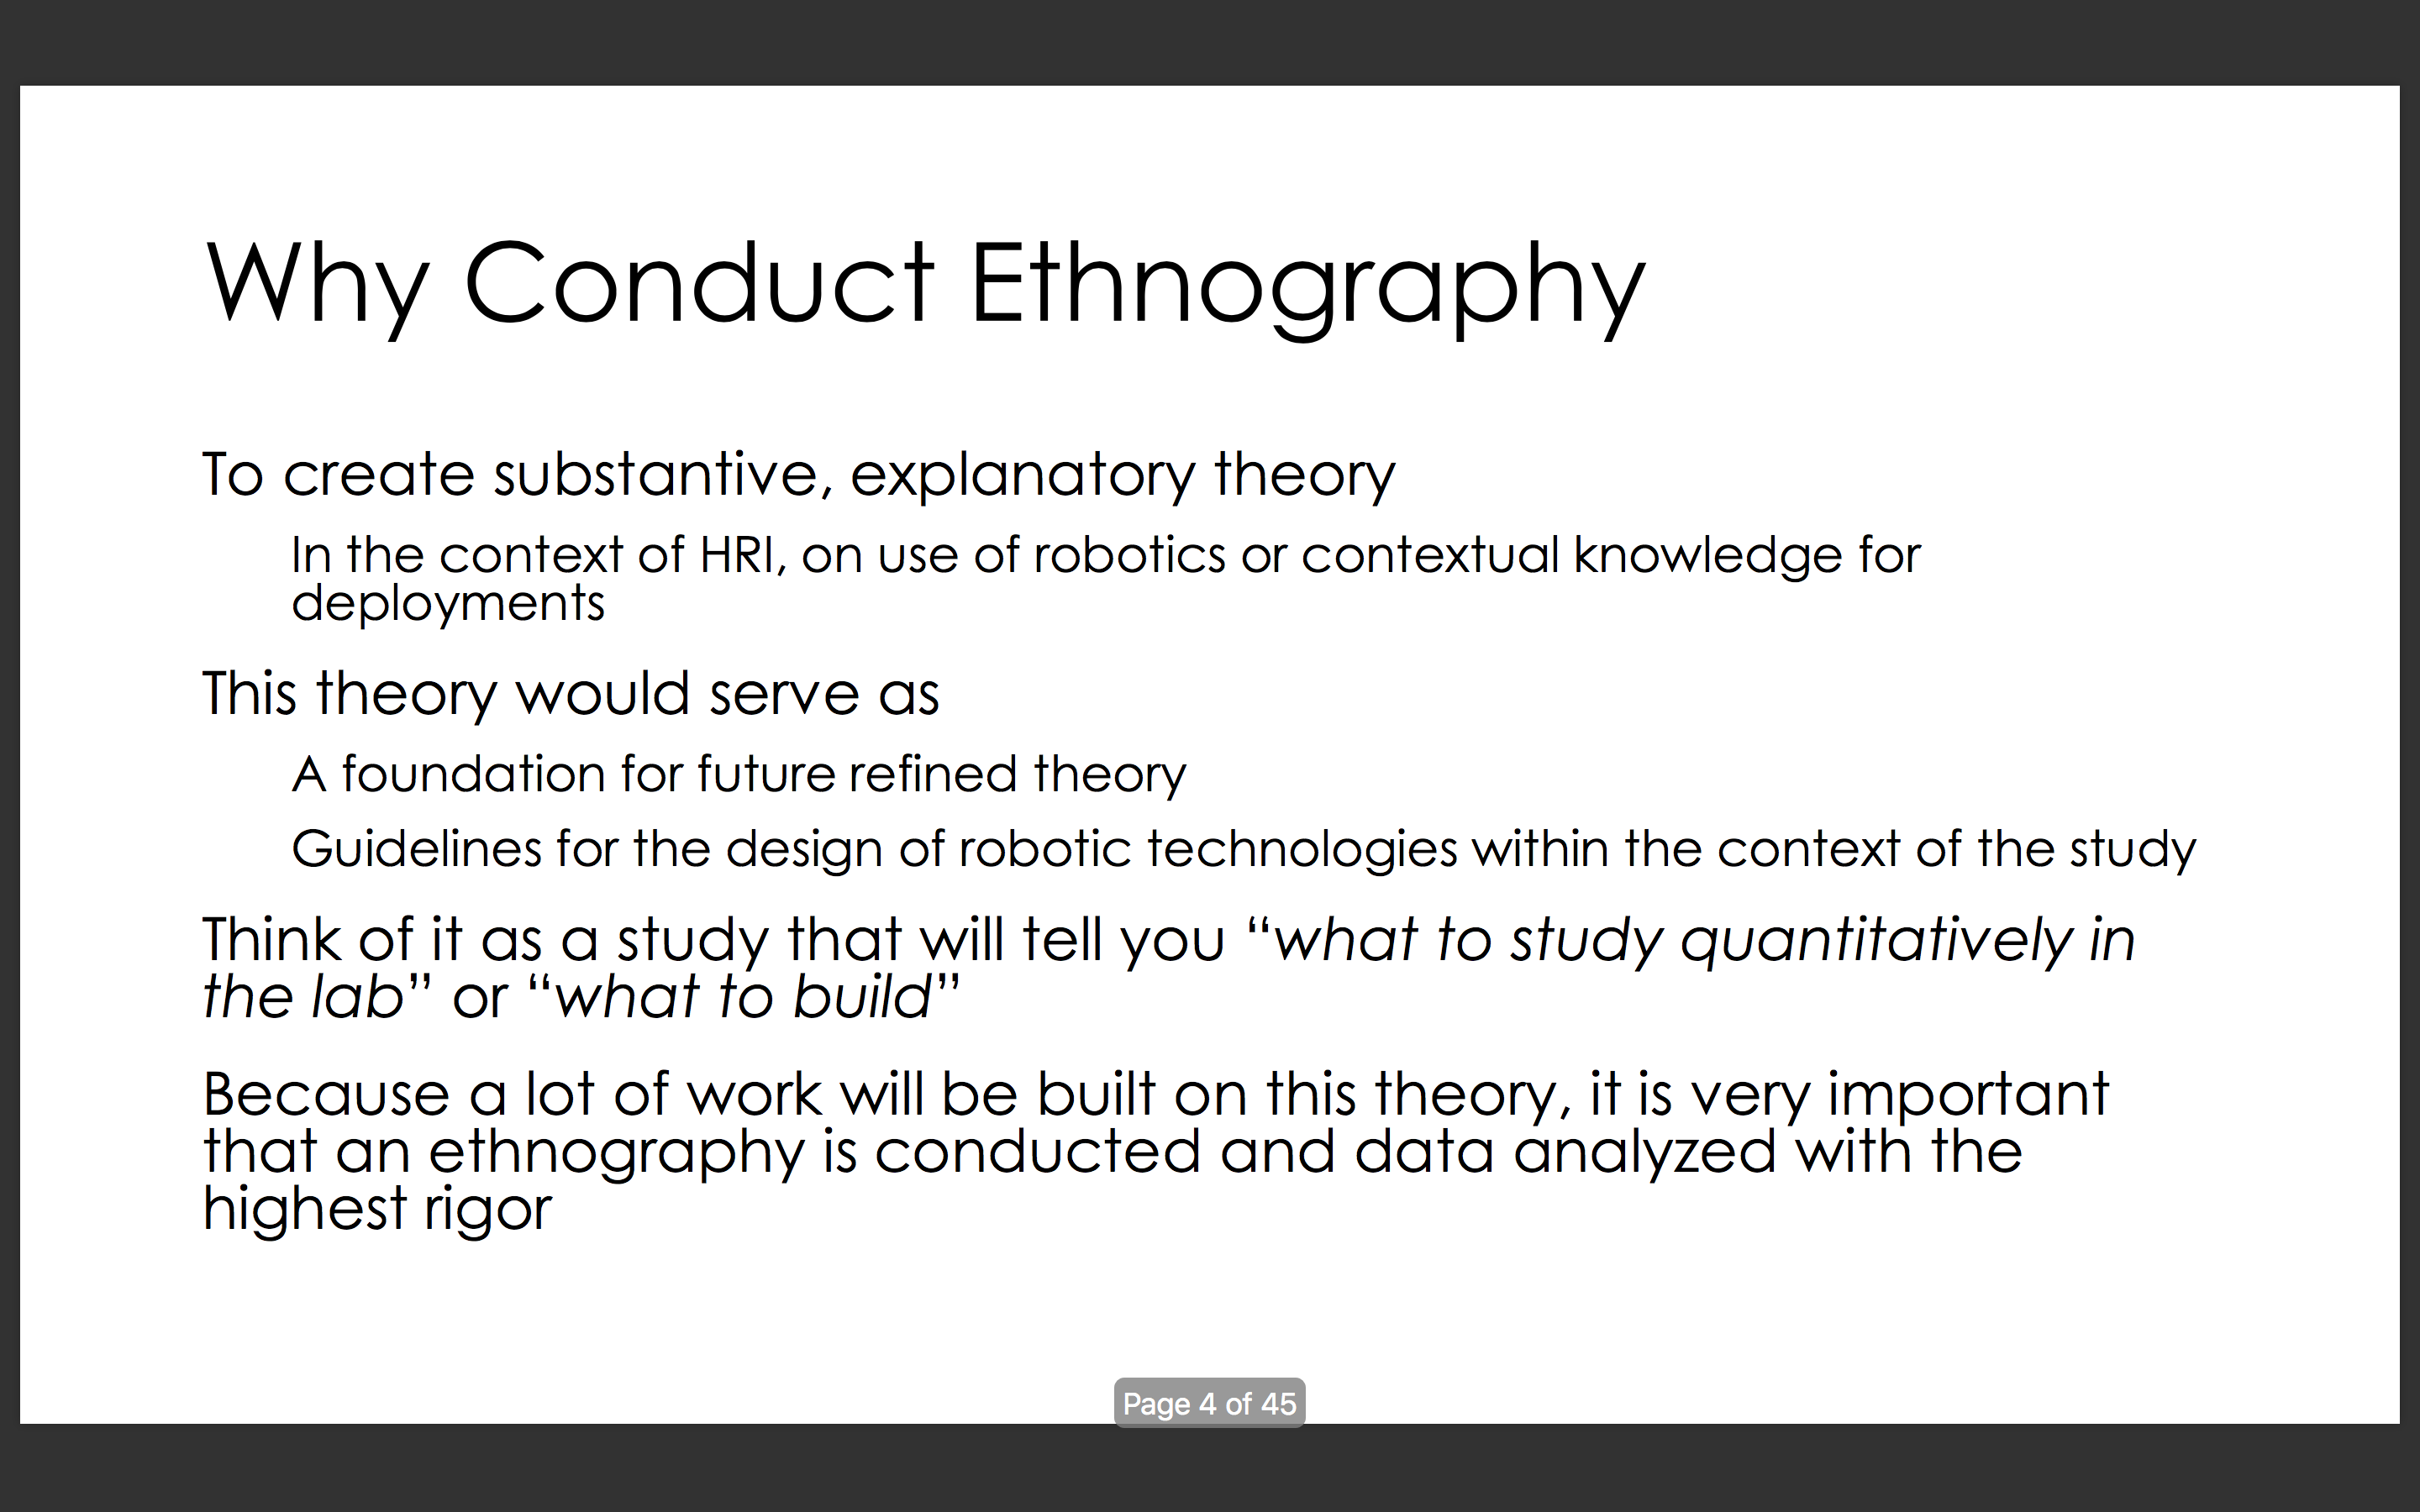 Why Conduct Ethnography
To create substantive, explanatory theory
In the context of HRI, on use of robotics or contextual knowledge for
deployments
This theory would serve as
A foundation for future refined theory
Guidelines for the design of robotic technologies within the context of the study
Think of it as a study that will tell you “what to study quantitatively in
the lab” or “what to build”
Because a lot of work will be built on this theory, it is very important
that an ethnography is conducted and data analyzed with the
highest rigor
Page 4 of 45